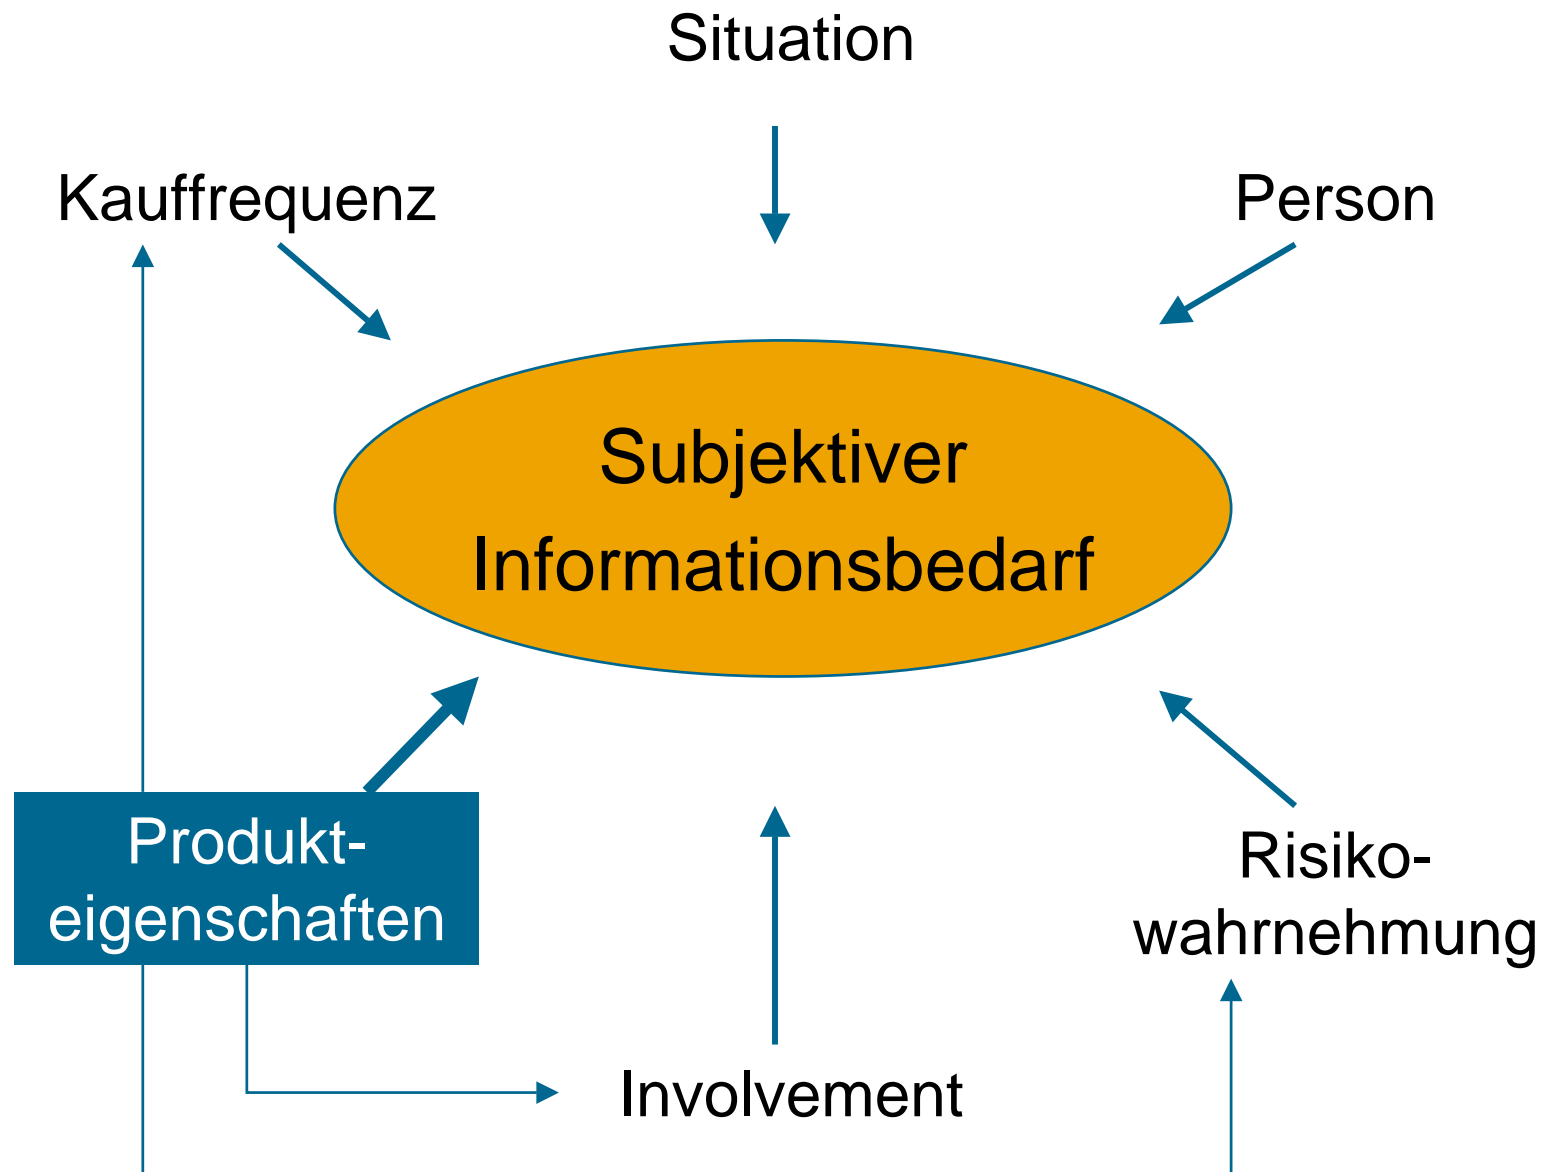 Situation
Kauffrequenz
Person
Subjektiver
Informationsbedarf
Produkt-
eigenschaften
Risiko-
wahrnehmung
Involvement